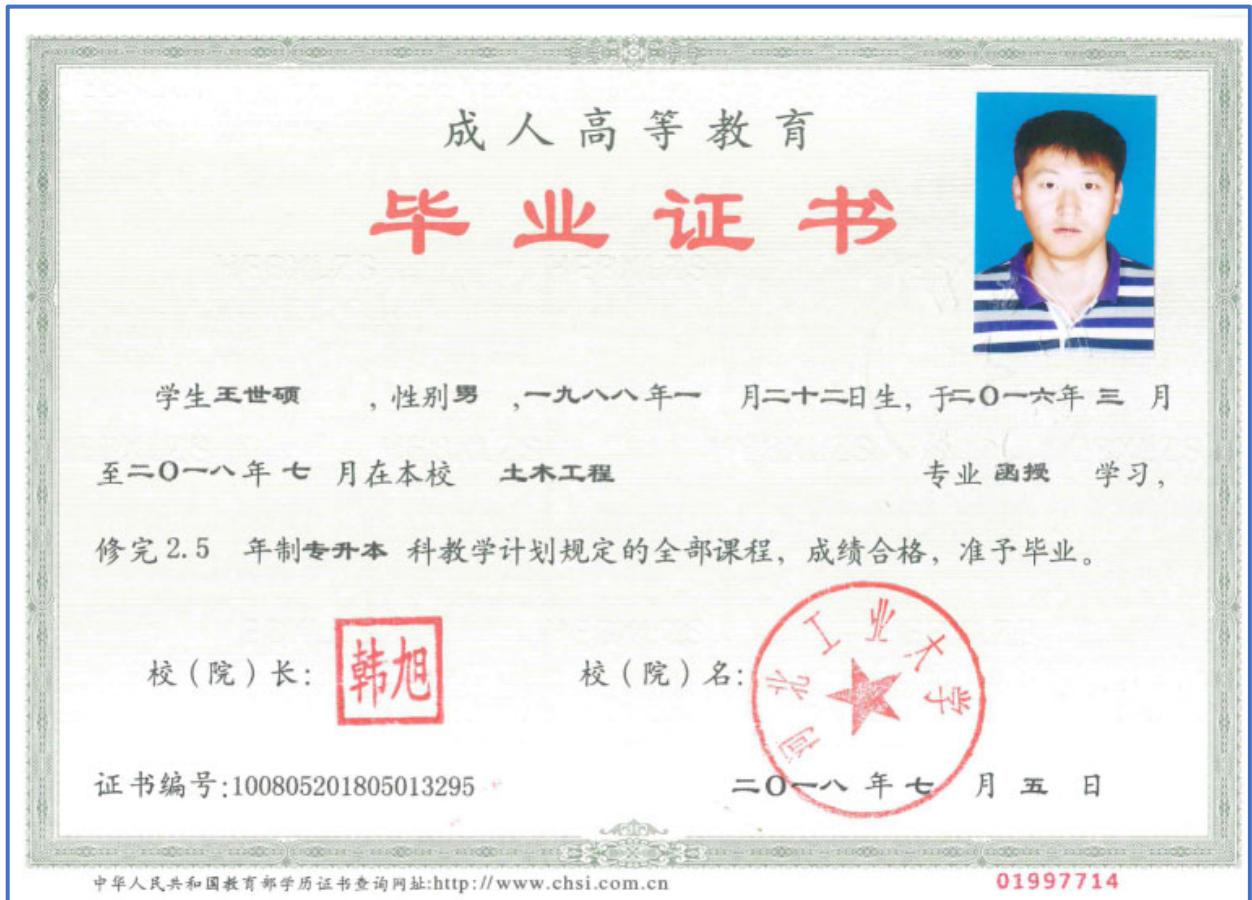 成人高等教育
毕业证书
学生王世硕 ，性别男 ，一九八八年一 月二十二日生，于二〇一六年 三 月
至二〇一八年 七 月在本校 土木工程 专业 函授 学习，
修完2.5 年制专升本 科教学计划规定的全部课程，成绩合格，准予毕业。
校（院）长： 韩旭 校（院）名： 河北工业大学
证书编号:100805201805013295 二〇一八 年 七 月 五 日
中华人民共和国教育部学历证书查询网址:http://www.chsi.com.cn 01997714